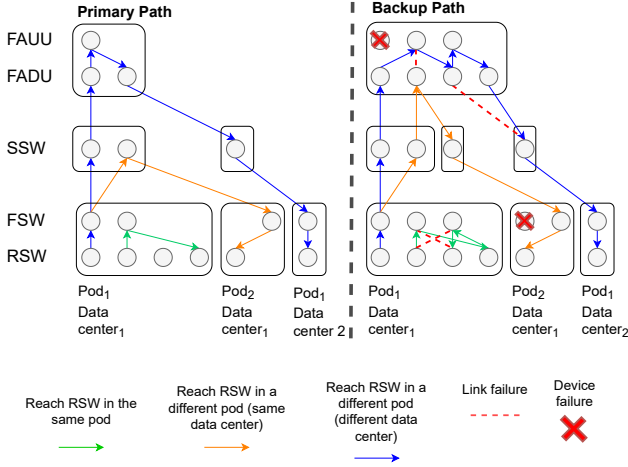 Primary Path
Backup Path
FAUU
FADU
SSW
FSW
RSW
Pod1
Data
center1
Pod2
Data
center1
Pod1
Data
center 2
Pod1
Data
center1
Pod2
Data
center1
Pod1
Data
center2
Reach RSW in the
same pod
Reach RSW in a
different pod (same
data center)
Reach RSW in a
different pod
(different data
center)
Link failure
Device
failure